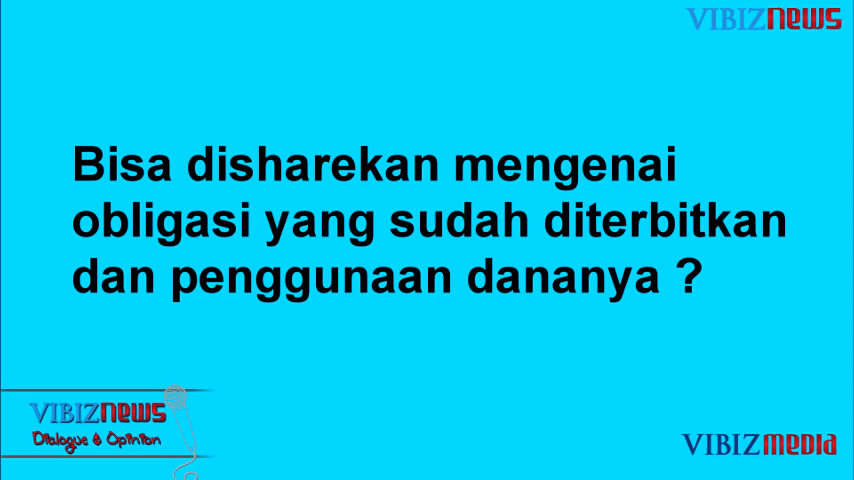 VIBIZnews
Bisa disharekan mengenai
obligasi yang sudah diterbitkan
dan penggunaan dananya ?
VIBIZnews
Dialogue & Opinion
VIBIZmedia